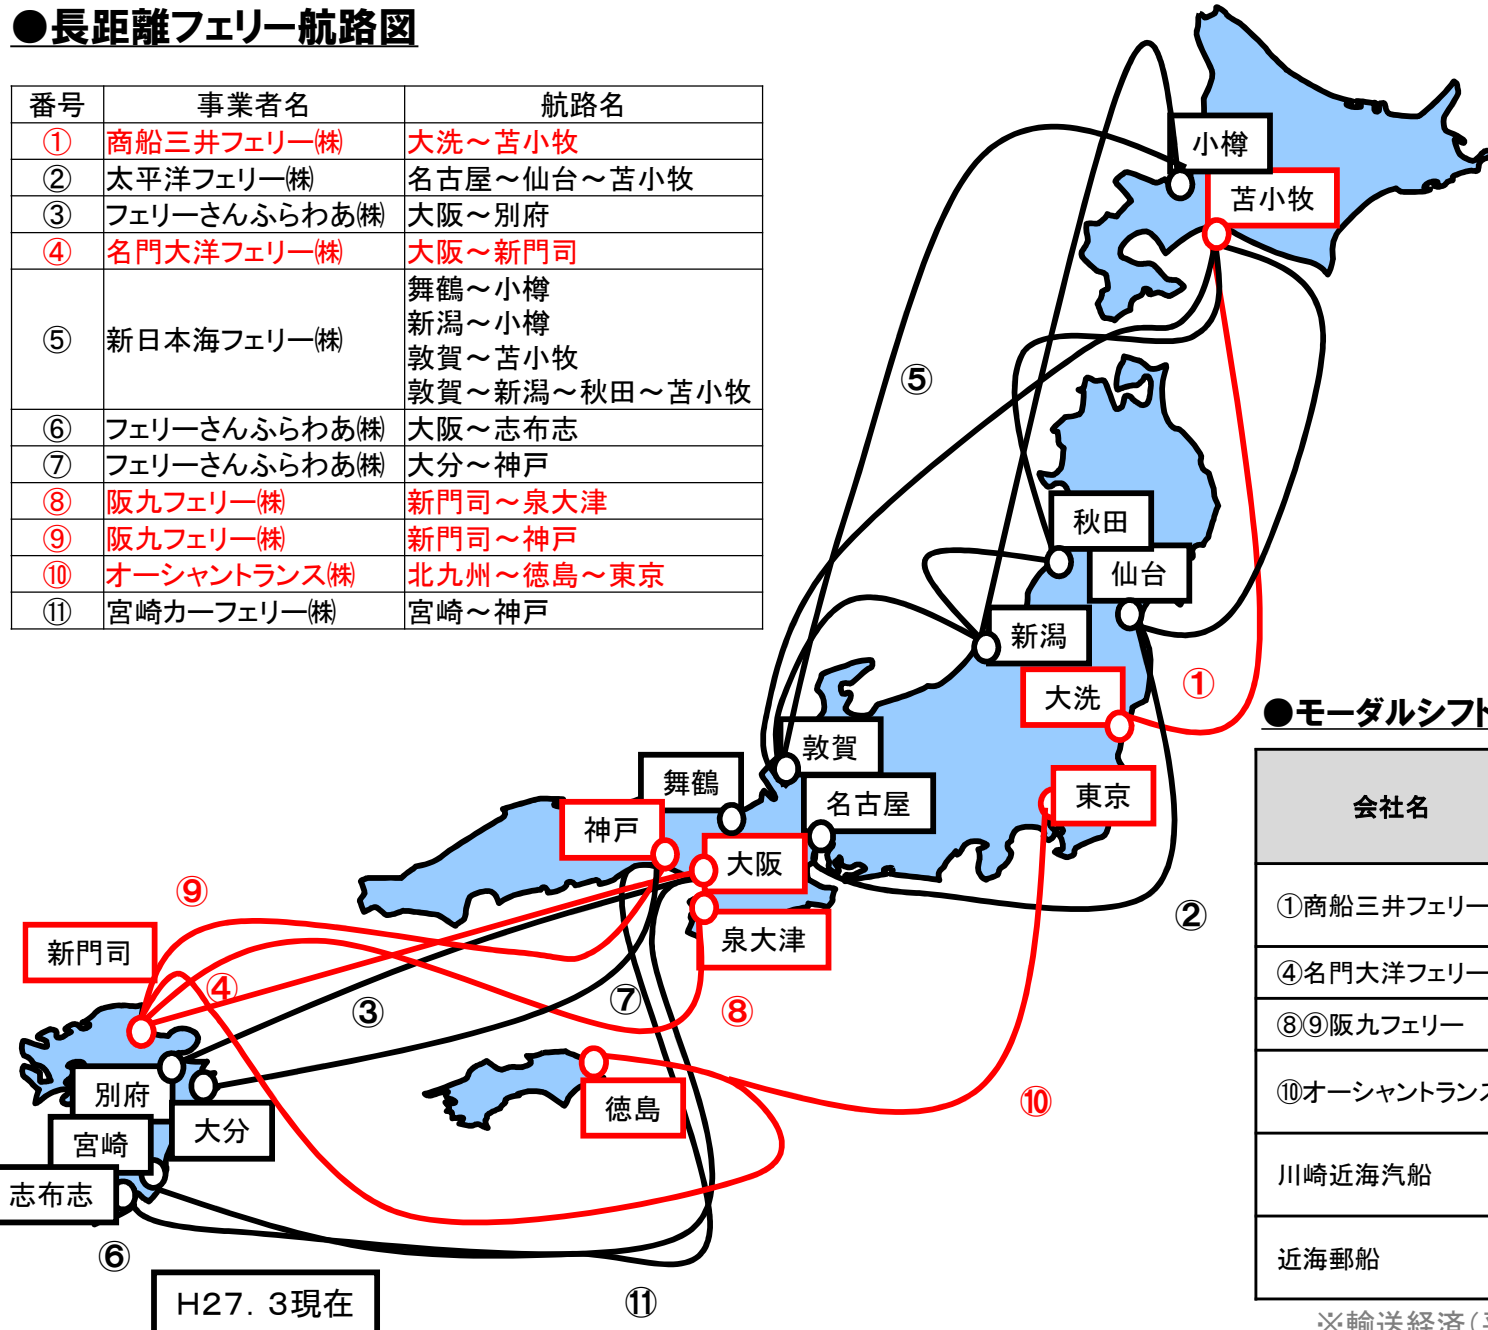 ●長距離フェリー航路図
番号 事業者名 航路名
① 商船三井フェリー㈱ 大洗～苫小牧
② 太平洋フェリー㈱ 名古屋～仙台～苫小牧
③ フェリーさんふらわあ㈱ 大阪～別府
④ 名門大洋フェリー㈱ 大阪～新門司
⑤ 新日本海フェリー㈱ 舞鶴～小樽
新潟～小樽
敦賀～苫小牧
敦賀～新潟～秋田～苫小牧
⑥ フェリーさんふらわあ㈱ 大阪～志布志
⑦ フェリーさんふらわあ㈱ 大分～神戸
⑧ 阪九フェリー㈱ 新門司～泉大津
⑨ 阪九フェリー㈱ 新門司～神戸
⑩ オーシャントランス㈱ 北九州～徳島～東京
⑪ 宮崎カーフェリー㈱ 宮崎～神戸
小樽
苫小牧
⑤
秋田
仙台
新潟
大洗
①
敦賀
舞鶴
名古屋
東京
神戸
大阪
⑨
②
新門司
泉大津
④
③
⑦
⑧
別府
徳島
⑩
大分
宮崎
志布志
⑥
⑪
H27．3現在
●モーダルシフト
会社名
①商船三井フェリー
④名門大洋フェリー
⑧⑨阪九フェリー
⑩オーシャントランス
川崎近海汽船
近海郵船
※輸送経済(